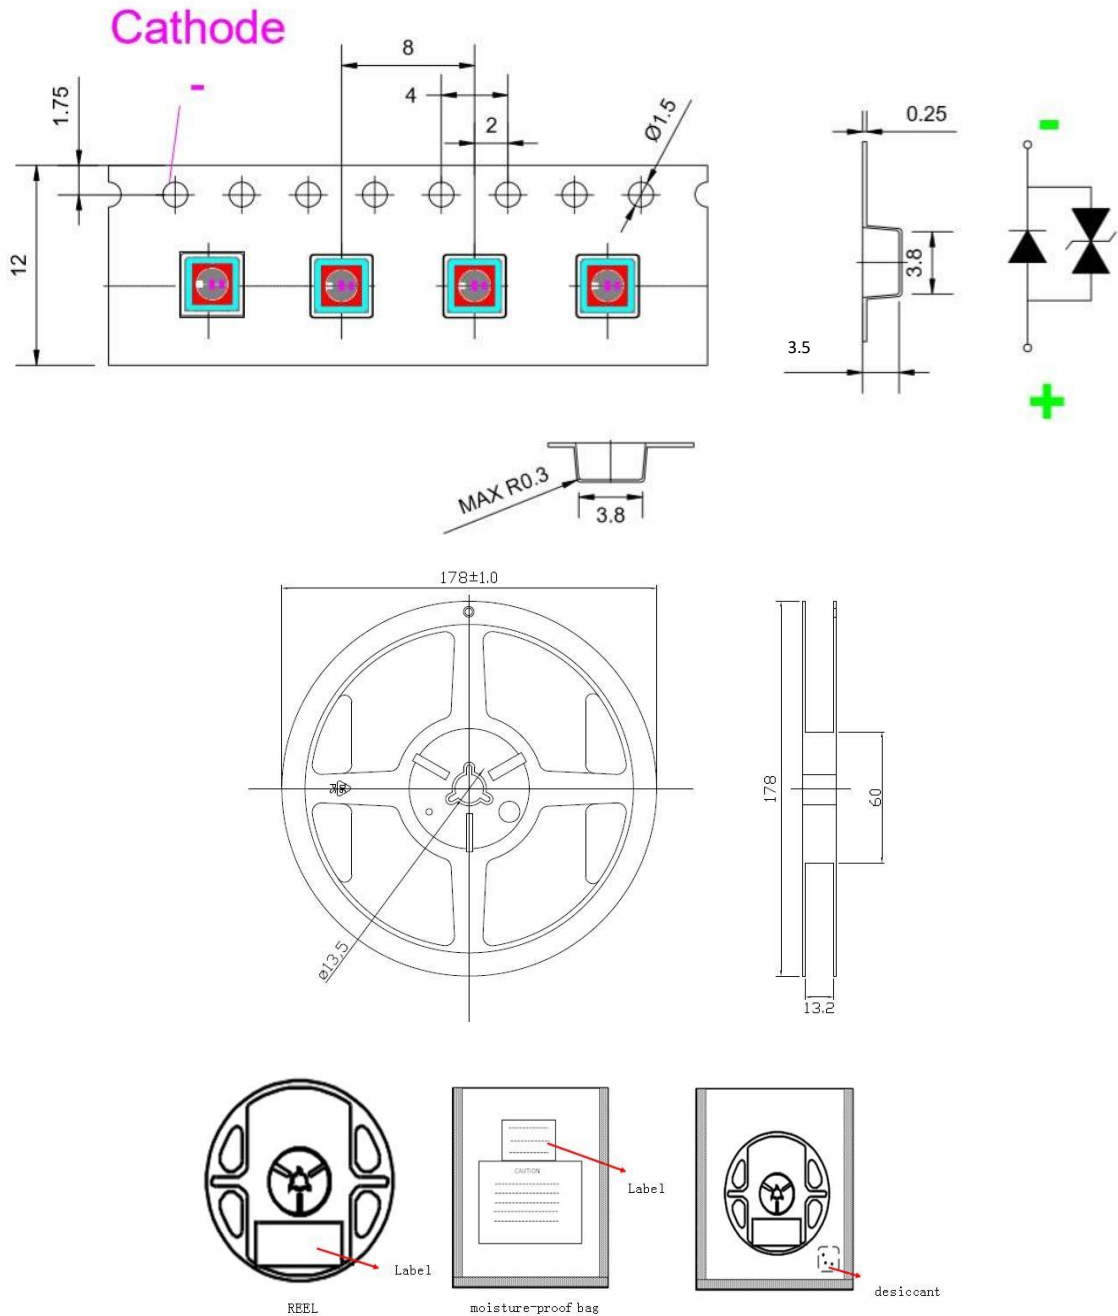 Cathode
-
8
4
2
1.75
Ø1.5
12
0.25
-
3.8
3.5
+
MAX R0.3
3.8
178±1.0
ø13,5
178
60
13.2
CAUTION
Label
Label
desiccant
REEL
moisture-proof bag